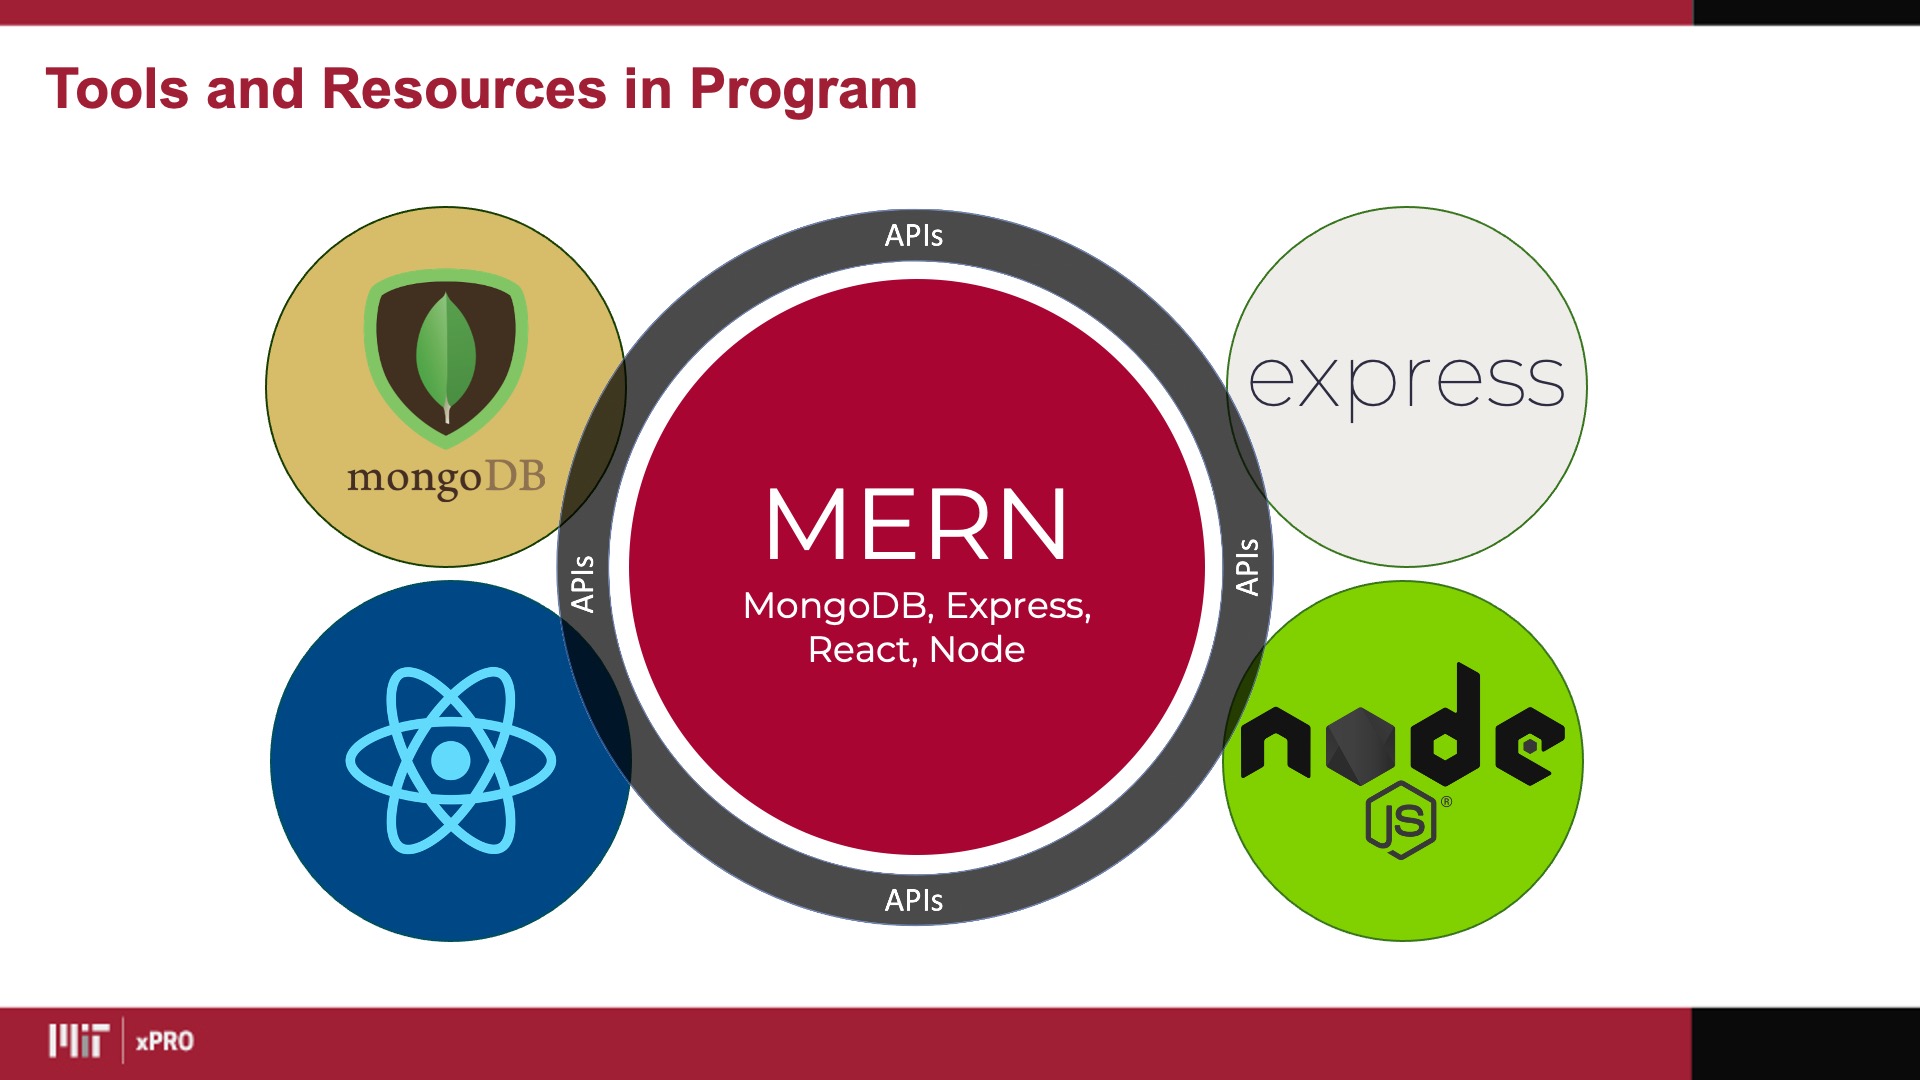 Tools and Resources in Program
APIs
mongoDB
express
MERN
MongoDB, Express,
React, Node
APIs
APIs
node
JS®
APIs
MIT xPRO